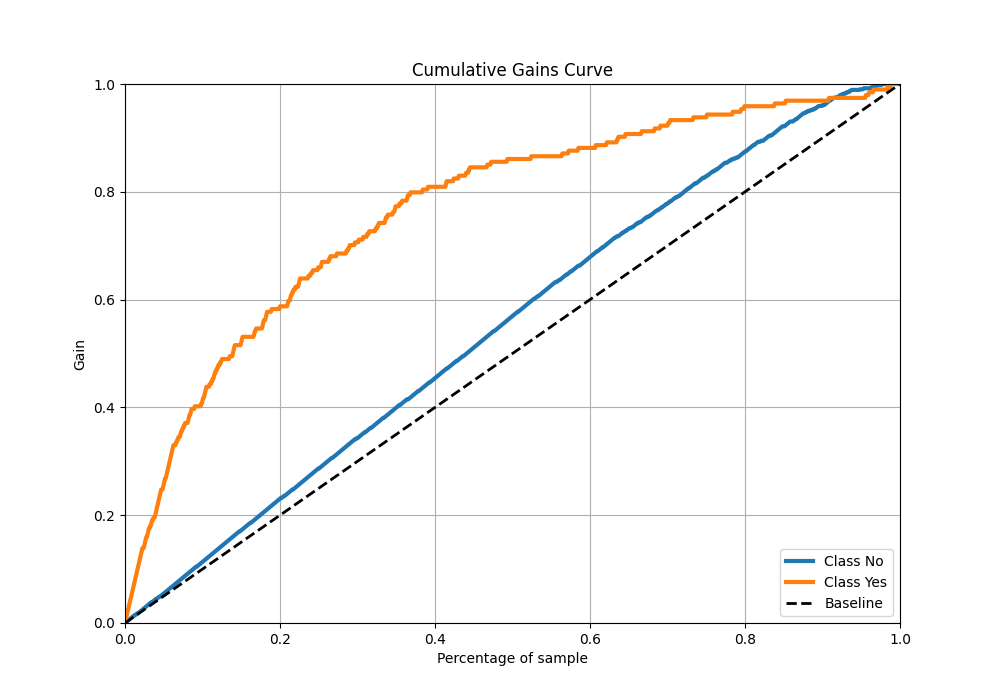 Cumulative Gains Curve
1.0
0.8
0.6
0.4
0.2
0.0
Gain
0.0 0.2 0.4 0.6 0.8 1.0
Percentage of sample
Class No
Class Yes
Baseline